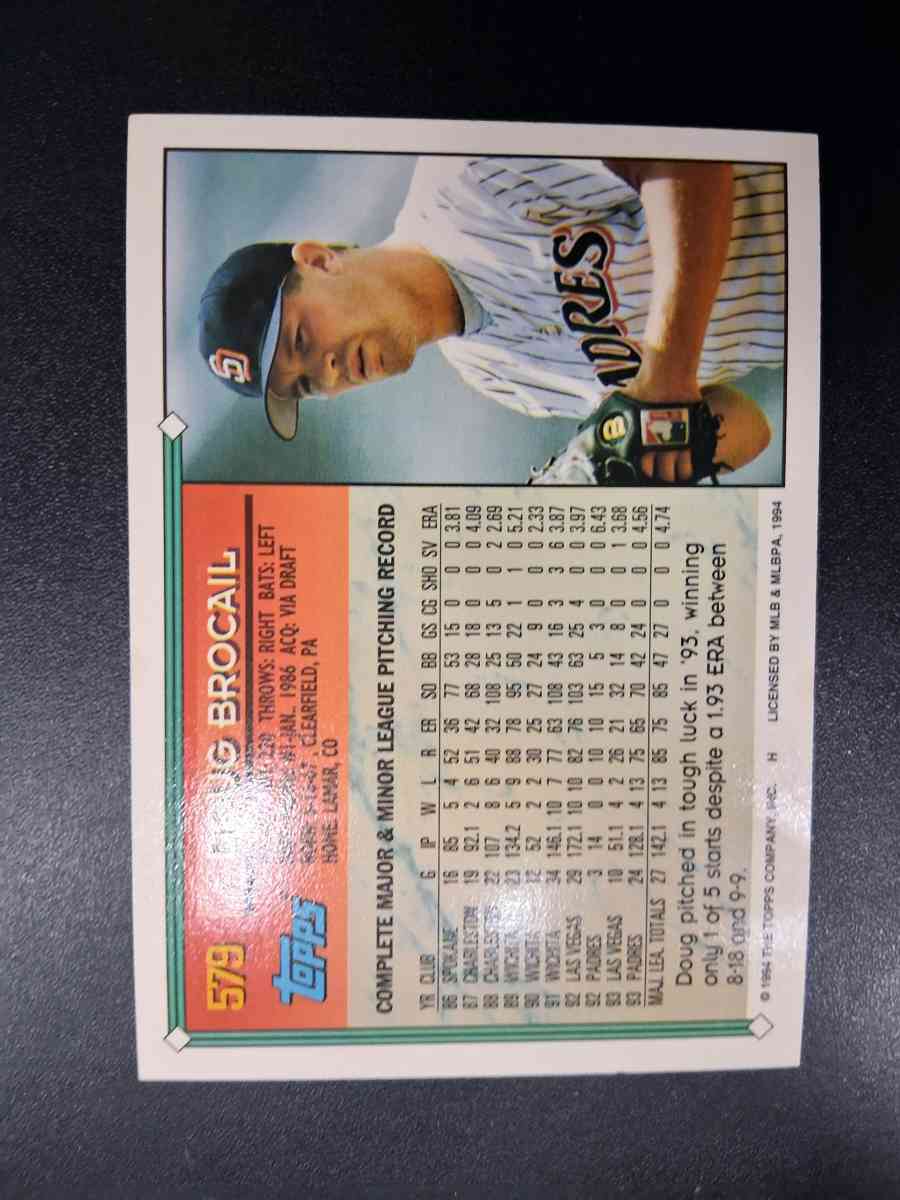 579
DOUG BROCAIL
topps
THROWS: RIGHT BATS: LEFT
JAN., 1986 ACQ: VIA DRAFT
CLEARFIELD, PA
HOME: LAMAR, CO
COMPLETE MAJOR & MINOR LEAGUE PITCHING RECORD
YR CLUB G IP W L R ER SO BB GS CG SHO SV ERA
86 SPOKANE 16 85 5 4 52 36 77 53 15 0 0 0 3.81
87 CHARLESTON 19 92.1 2 6 51 42 68 28 18 0 0 0 4.09
88 CHARLESTON 22 107 8 6 40 32 108 25 13 5 0 2 2.69
89 WICHITA 23 134.2 5 9 88 78 95 50 22 1 1 0 5.21
90 WICHITA 12 52 2 2 30 25 27 24 9 0 0 0 2.33
91 WICHITA 34 146.1 10 7 77 63 108 43 16 3 3 6 3.87
92 LAS VEGAS 29 172.1 10 10 82 76 103 63 25 4 0 0 3.97
92 PADRES 3 14 0 0 10 10 15 5 3 0 0 0 6.43
93 LAS VEGAS 10 51.1 4 2 26 21 32 14 8 0 0 1 3.68
93 PADRES 24 128.1 4 13 75 65 70 42 24 0 0 0 4.56
MAJ. LEA. TOTALS 27 142.1 4 13 85 75 85 47 27 0 0 0 4.74
Doug pitched in tough luck in '93, winning
only 1 of 5 starts despite a 1.93 ERA between
8-18 and 9-9.
© 1994 THE TOPPS COMPANY, INC. H LICENSED BY MLB & MLBPA, 1994
SD
PADRES
B